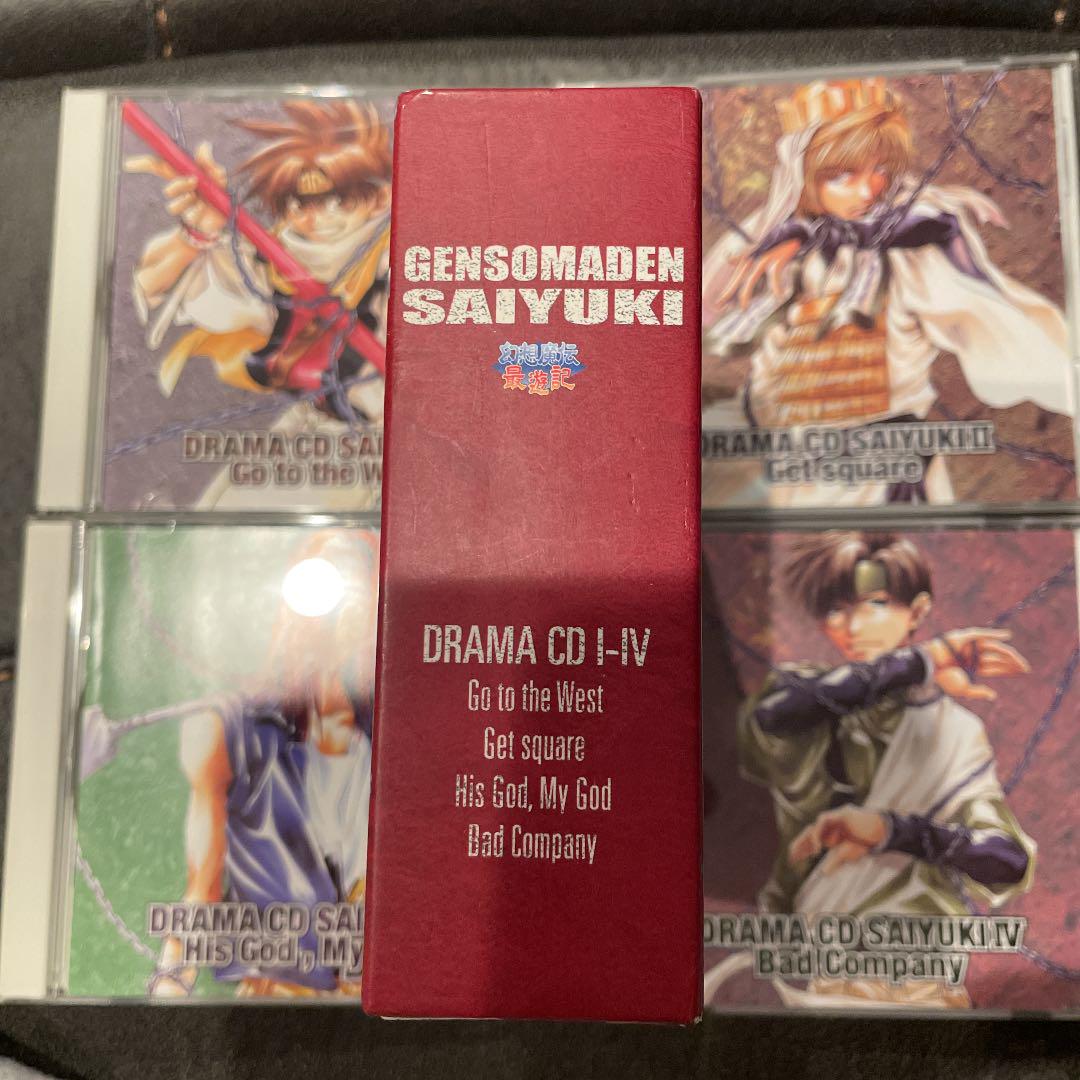 GENSOMADEN
SAIYUKI
幻想魔伝
最遊記
DRAMA CD I-IV
Go to the West
Get square
His God, My God
Bad Company
DRAMA CD SAI
Go to the W
DRAMA CD SAIYUKI II
Get square
DRAMA CD SAI
His God, My
DRAMA CD SAIYUKI IV
Bad Company